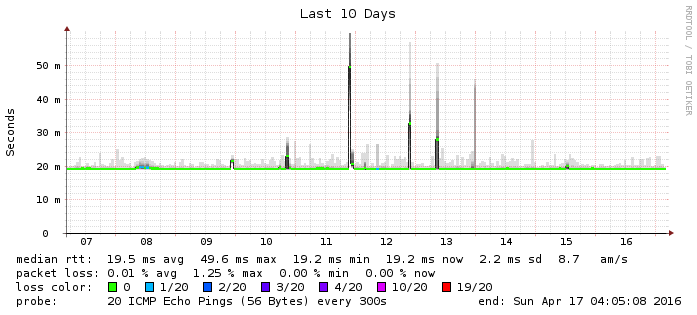 Last 10 Days
RRDTOOL / TOBI OETIKER
Seconds
50 m
40 m
30 m
20 m
10 m
0
07 08 09 10 11 12 13 14 15 16
median rtt: 19.5 ms avg 49.6 ms max 19.2 ms min 19.2 ms now 2.2 ms sd 8.7 am/s
packet loss: 0.01 % avg 1.25 % max 0.00 % min 0.00 % now
loss color: 0 1/20 2/20 3/20 4/20 10/20 19/20
probe: 20 ICMP Echo Pings (56 Bytes) every 300s end: Sun Apr 17 04:05:08 2016